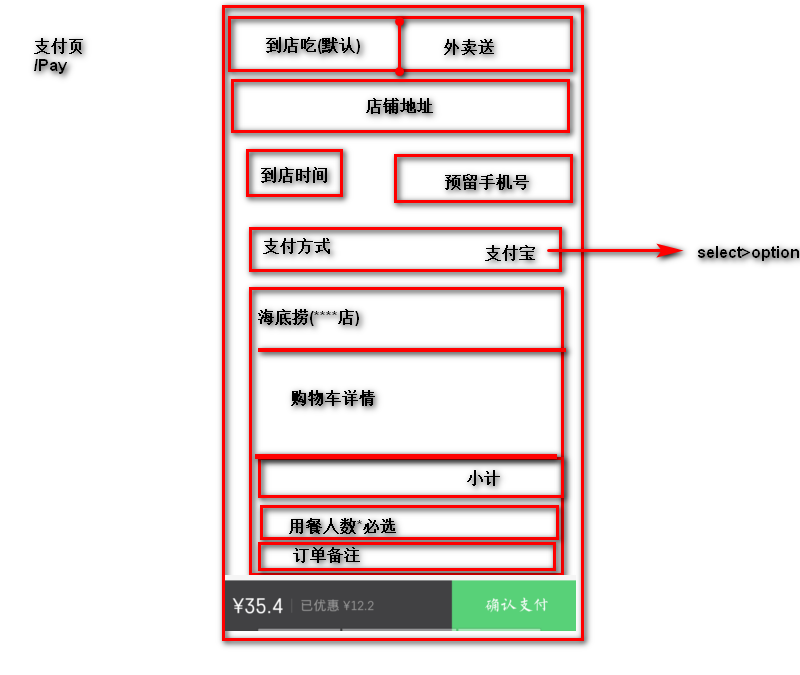 支付页
/Pay
到店吃(默认)
外卖送
店铺地址
到店时间
预留手机号
支付方式
支付宝
select>option
海底捞(****店)
购物车详情
小计
用餐人数*必选
订单备注
¥35.4
已优惠 ¥12.2
确认支付